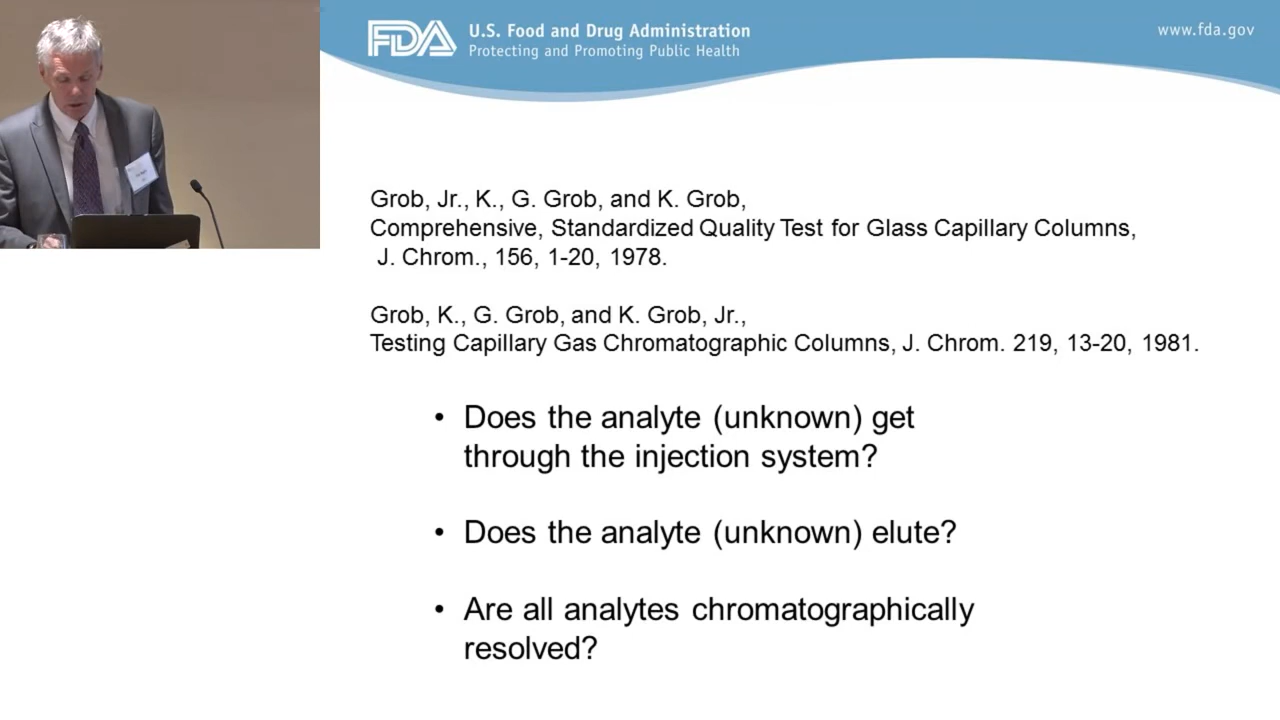 FDA
U.S. Food and Drug Administration
Protecting and Promoting Public Health
www.fda.gov
Grob, Jr., K., G. Grob, and K. Grob,
Comprehensive, Standardized Quality Test for Glass Capillary Columns,
J. Chrom., 156, 1-20, 1978.
Grob, K., G. Grob, and K. Grob, Jr.,
Testing Capillary Gas Chromatographic Columns, J. Chrom. 219, 13-20, 1981.
• Does the analyte (unknown) get
through the injection system?
• Does the analyte (unknown) elute?
• Are all analytes chromatographically
resolved?